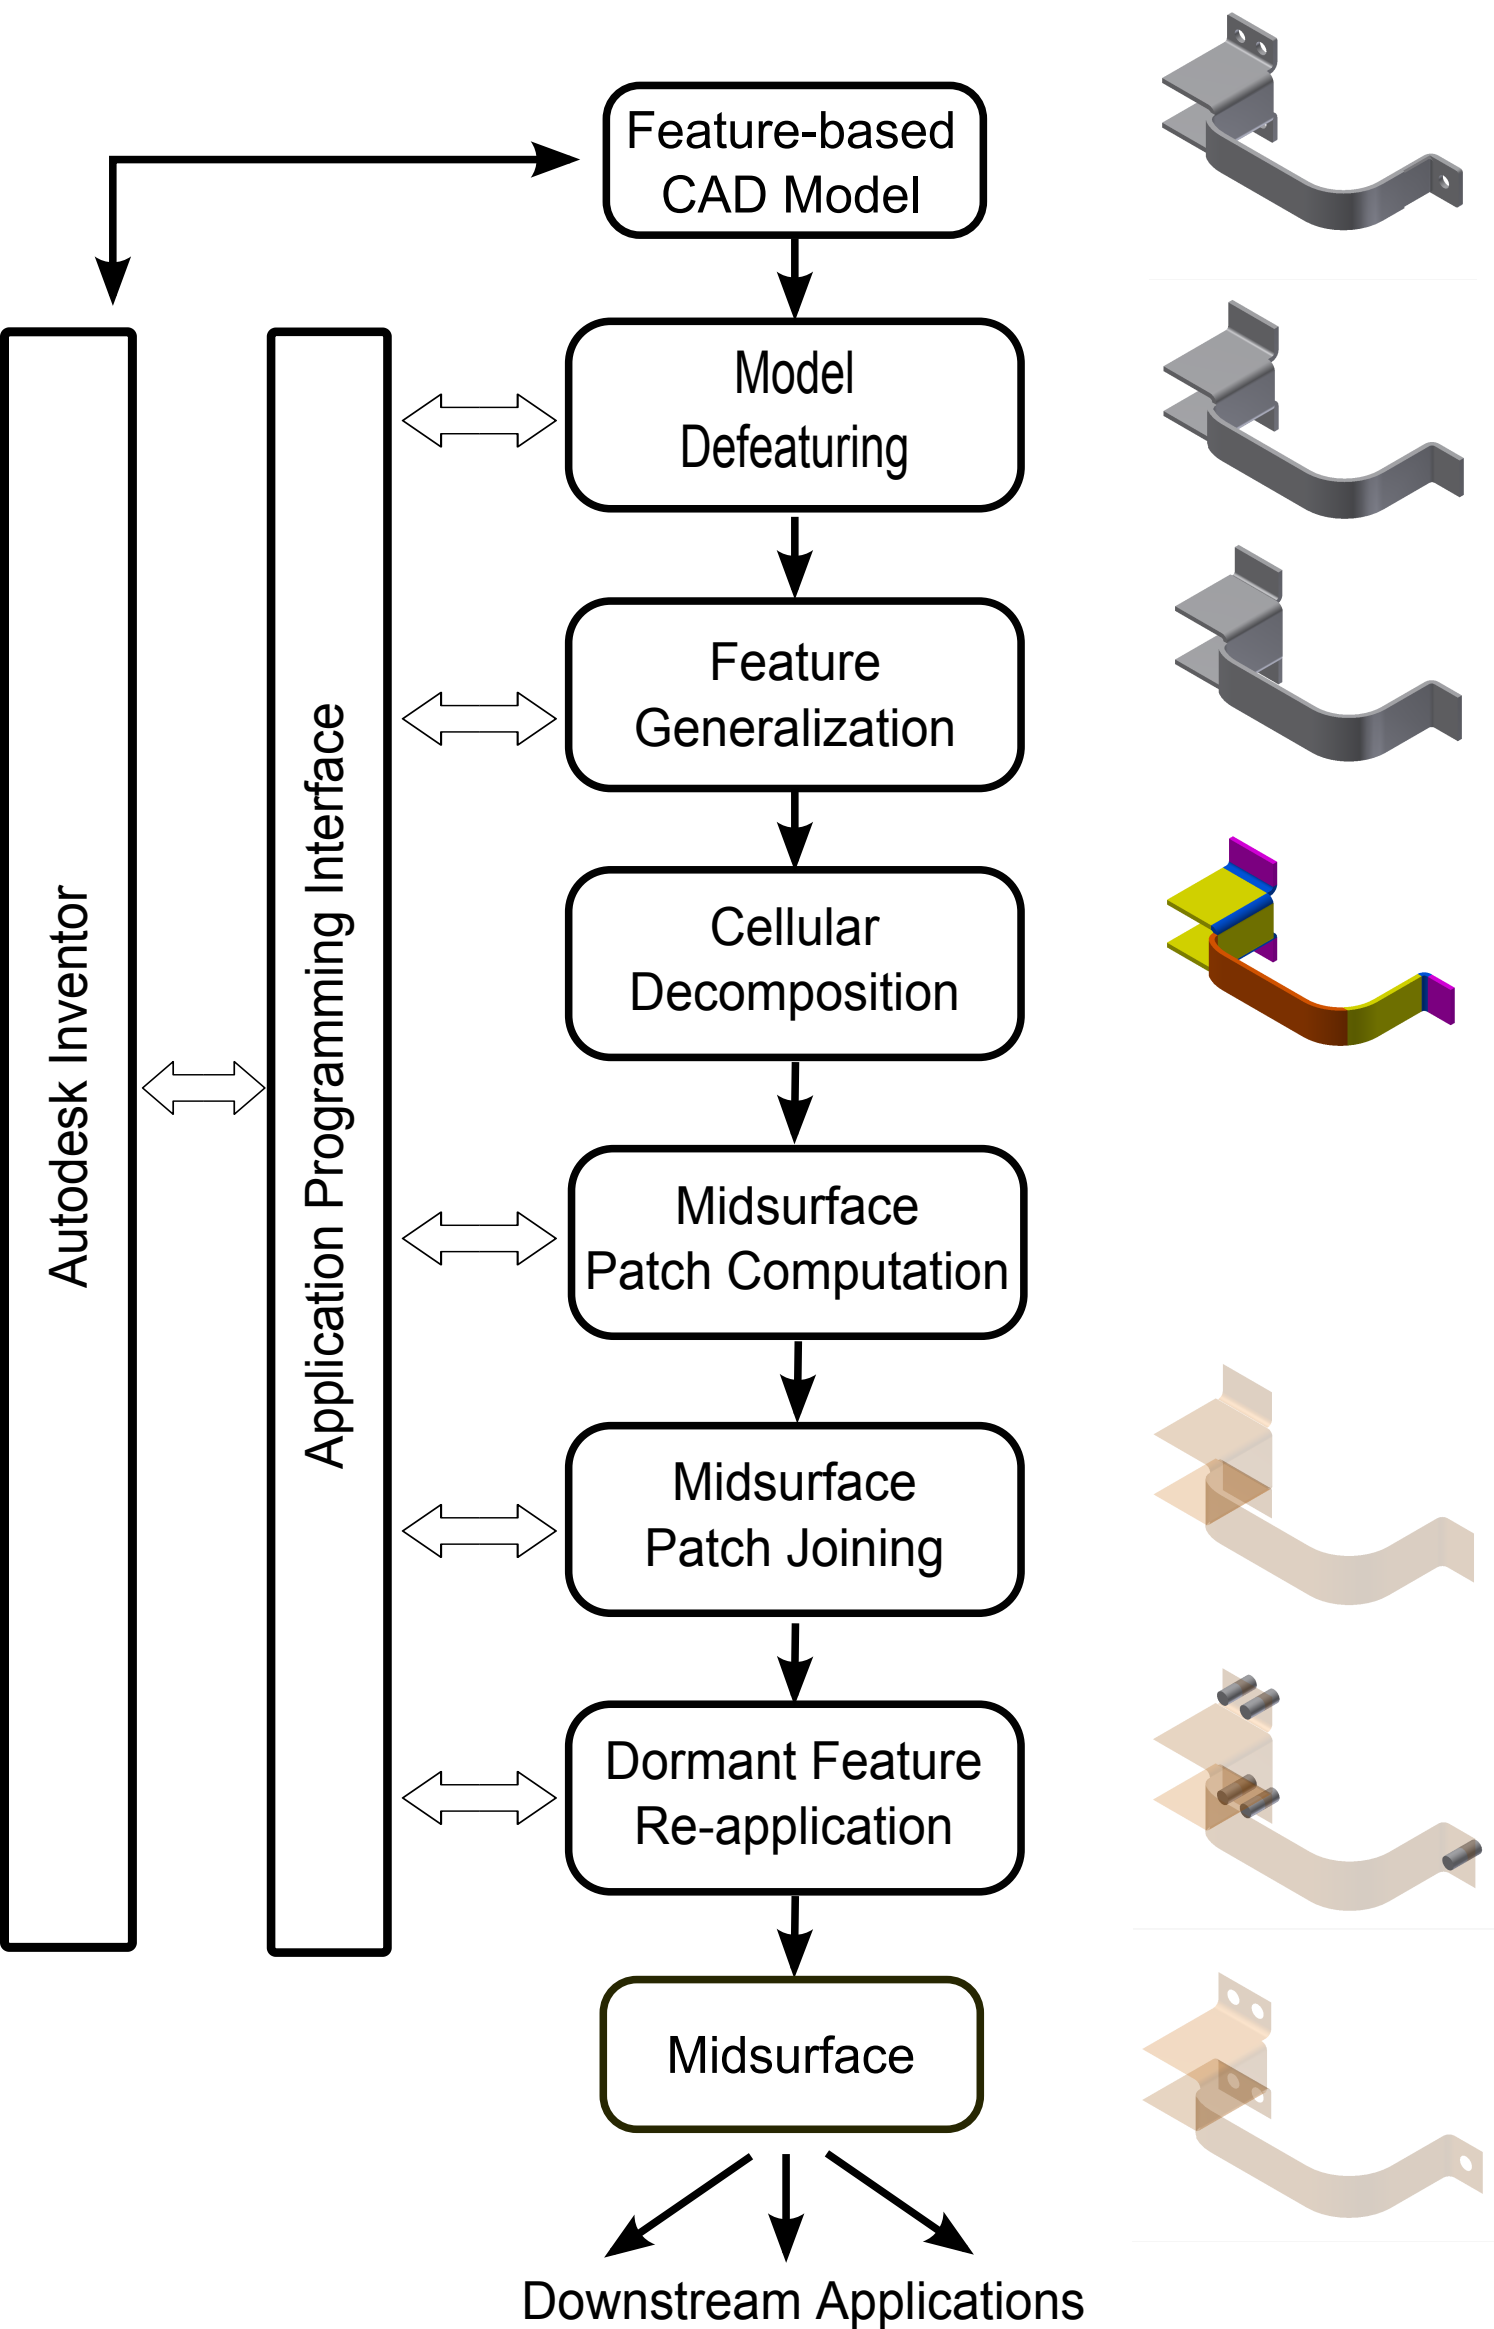 Feature-based
CAD Model
Model
Defeaturing
Feature
Generalization
Cellular
Decomposition
Midsurface
Patch Computation
Midsurface
Patch Joining
Dormant Feature
Re-application
Midsurface
Downstream Applications
Autodesk Inventor
Application Programming Interface